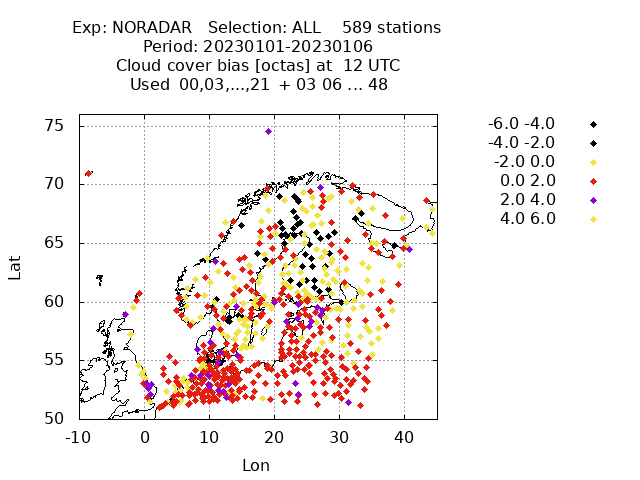 Exp: NORADAR Selection: ALL 589 stations
Period: 20230101-20230106
Cloud cover bias [octas] at 12 UTC
Used 00,03,...,21 + 03 06 ... 48
-6.0 -4.0
-4.0 -2.0
-2.0 0.0
0.0 2.0
2.0 4.0
4.0 6.0
75
70
65
60
55
50
Lat
-10 0 10 20 30 40
Lon